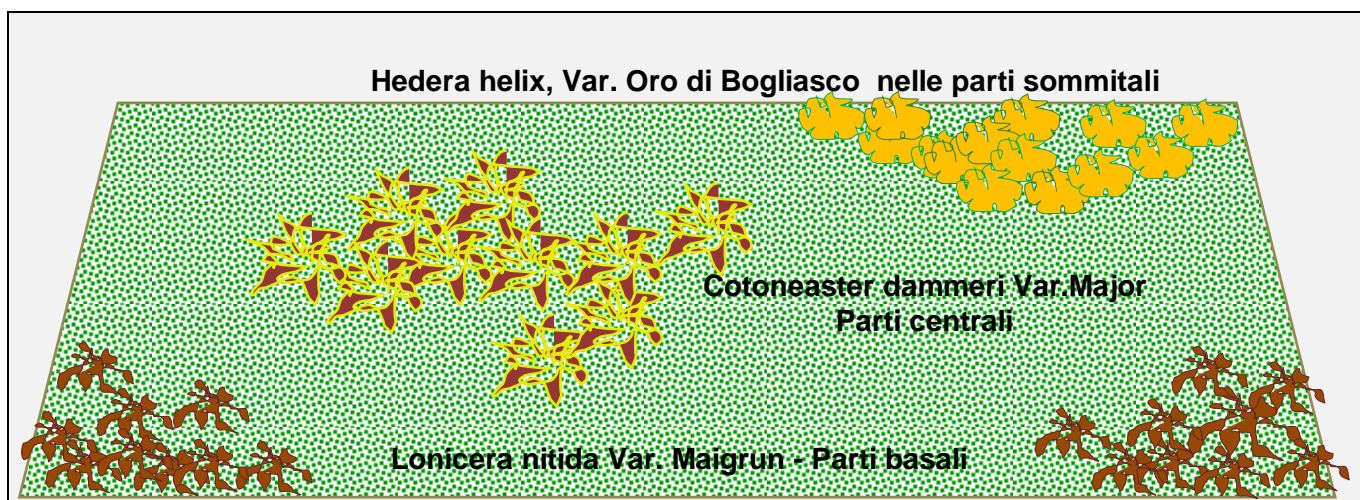 Hedera helix, Var. Oro di Bogliasco  nelle parti sommitali
Cotoneaster dammeri Var.Major
Parti centrali
Lonicera nitida Var. Maigrun - Parti basali